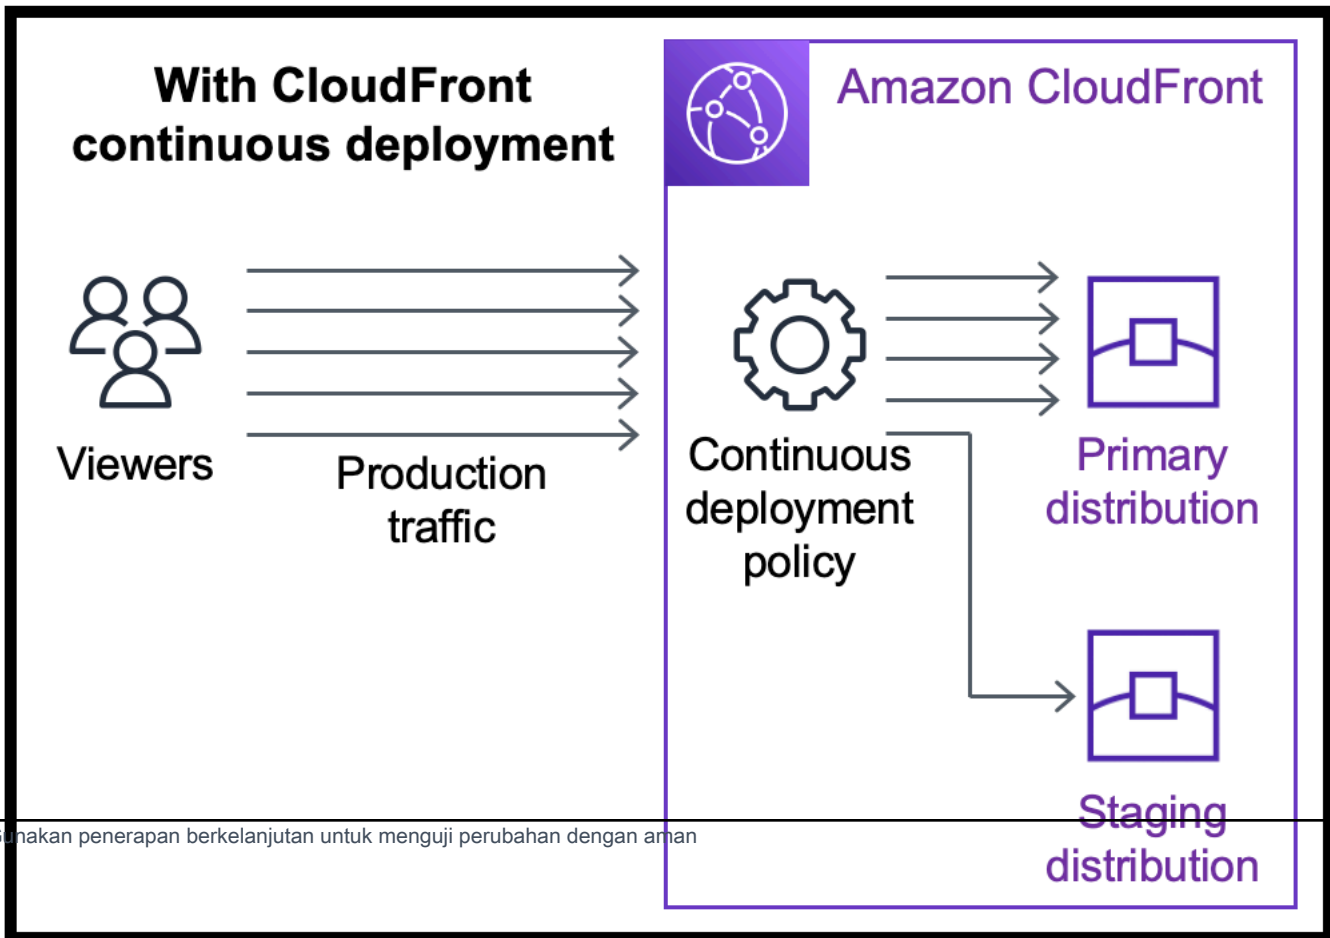 With CloudFront
continuous deployment
Amazon CloudFront
Viewers
Production
traffic
Continuous
deployment
policy
Primary
distribution
Staging
distribution
Gunakan penerapan berkelanjutan untuk menguji perubahan dengan aman